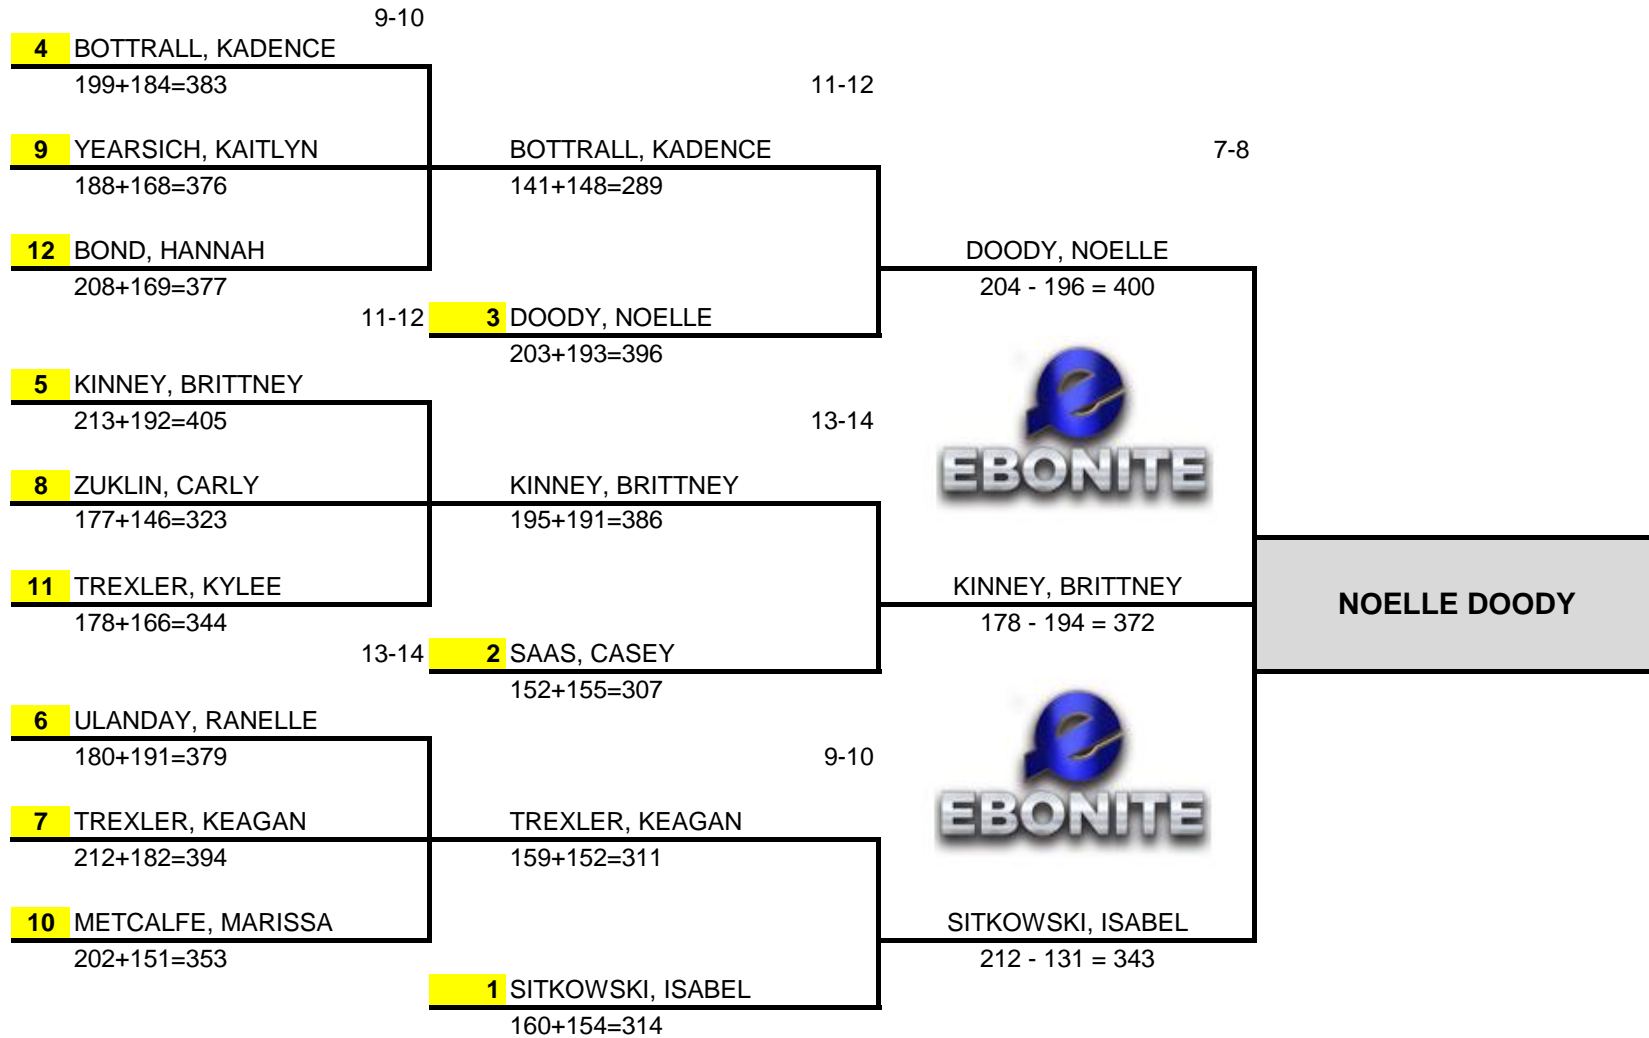 9-10
4 BOTTRALL, KADENCE
199+184=383
11-12
9 YEARSICH, KAITLYN
BOTTRALL, KADENCE
7-8
188+168=376
141+148=289
12 BOND, HANNAH
DOODY, NOELLE
208+169=377
204 - 196 = 400
11-12
3 DOODY, NOELLE
203+193=396
5 KINNEY, BRITTNEY
213+192=405
13-14
e
EBONITE
8 ZUKLIN, CARLY
KINNEY, BRITTNEY
177+146=323
195+191=386
11 TREXLER, KYLEE
KINNEY, BRITTNEY
NOELLE DOODY
178+166=344
178 - 194 = 372
13-14
2 SAAS, CASEY
152+155=307
6 ULANDAY, RANELLE
180+191=379
9-10
e
EBONITE
7 TREXLER, KEAGAN
TREXLER, KEAGAN
212+182=394
159+152=311
10 METCALFE, MARISSA
SITKOWSKI, ISABEL
202+151=353
212 - 131 = 343
1 SITKOWSKI, ISABEL
160+154=314